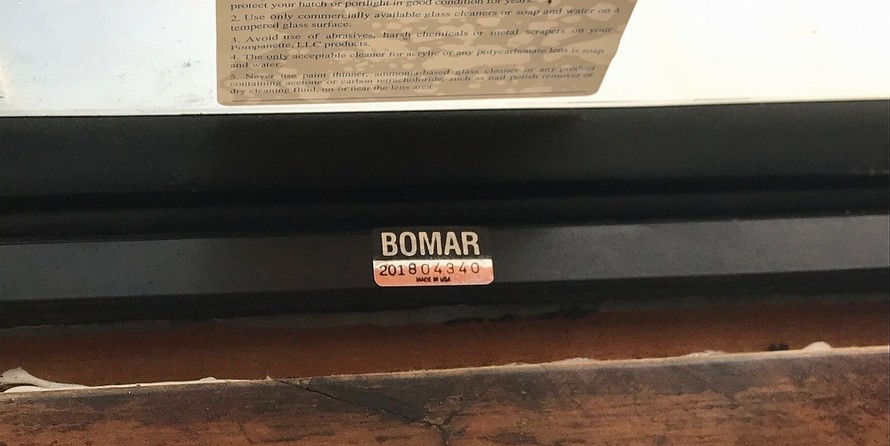 protect your hatch or portlight in good condition for years.
2. Use only commercially available glass cleaners or soap and water on a
tempered glass surface.
3. Avoid use of abrasives, harsh chemicals or metal scrapers on your
Pompanette, LLC products.
4. The only acceptable cleaner for acrylic or any polycarbonate lens is soap
and water.
5. Never use paint thinner, ammonia-based glass cleaner or any product
containing acetone or carbon tetracholoride, such as nail polish remover or
dry cleaning fluid, on or near the lens area.
BOMAR
201804340
MADE IN USA